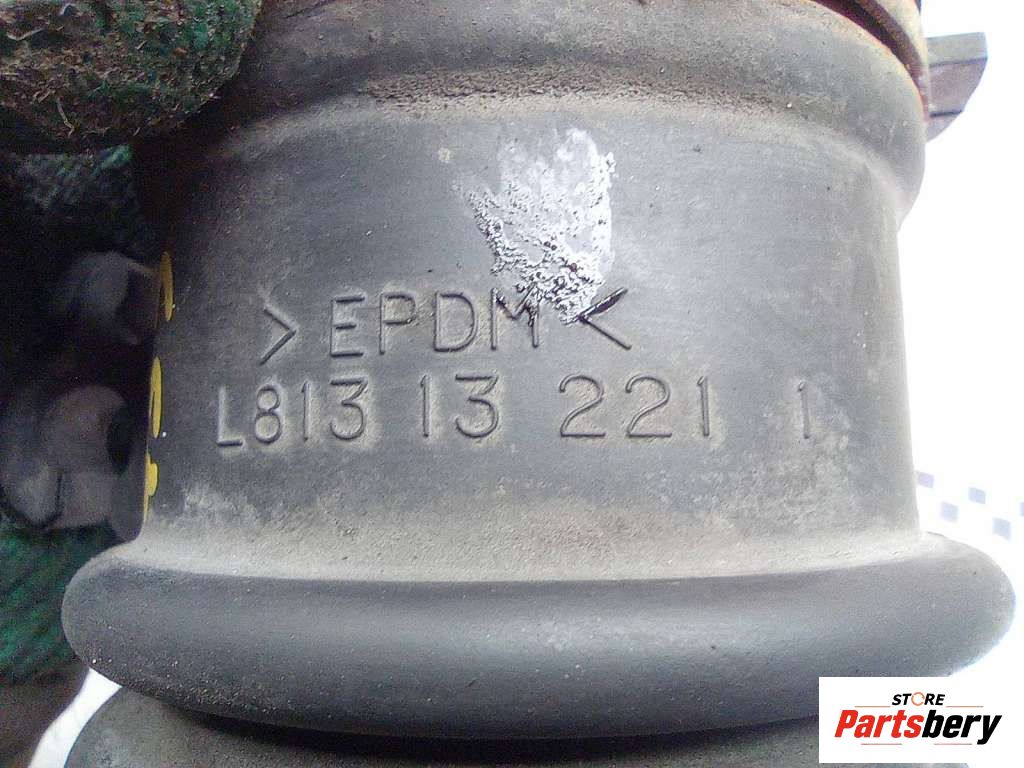 >EPDM<
L813 13 221 1
STORE
Partsbery